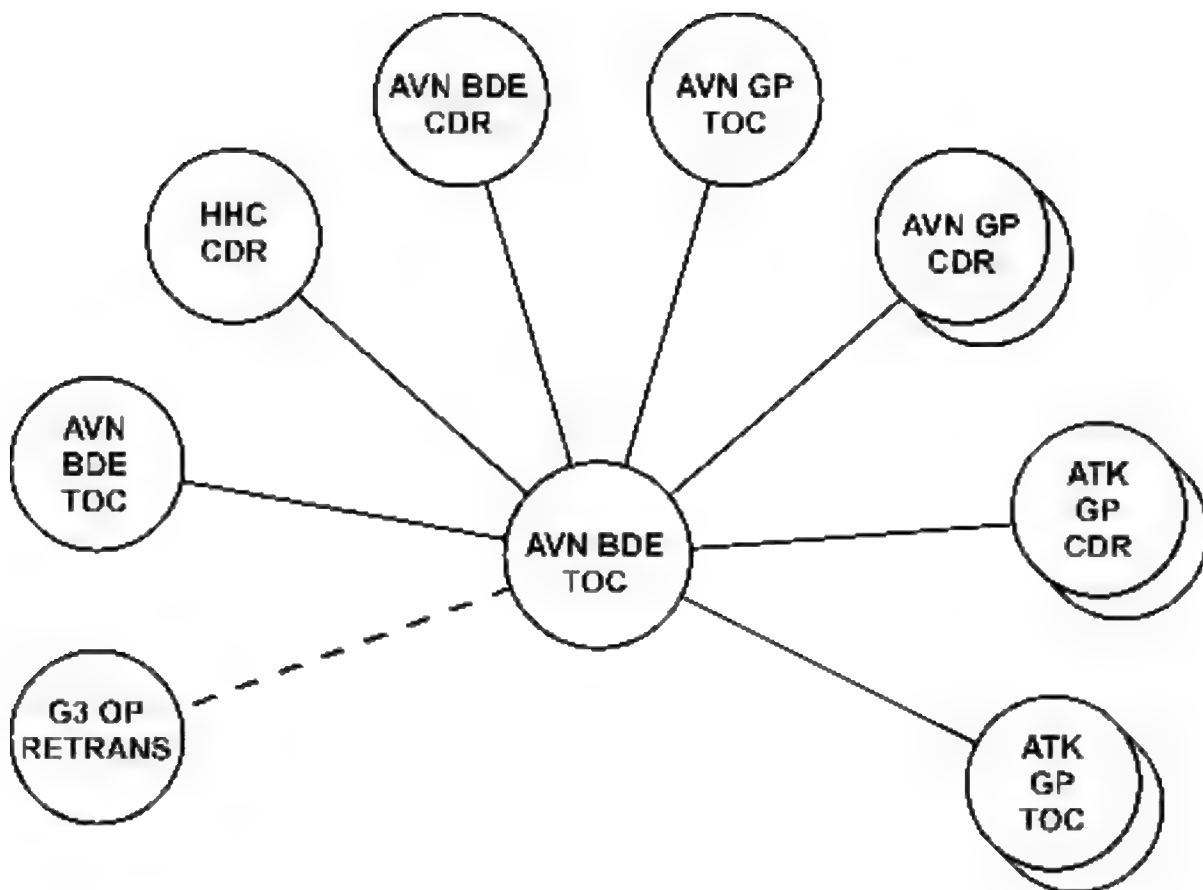 AVN BDE
CDR
AVN GP
TOC
HHC
CDR
AVN GP
CDR
AVN
BDE
TOC
ATK
GP
CDR
AVN BDE
TOC
G3 OP
RETRANS
ATK
GP
TOC